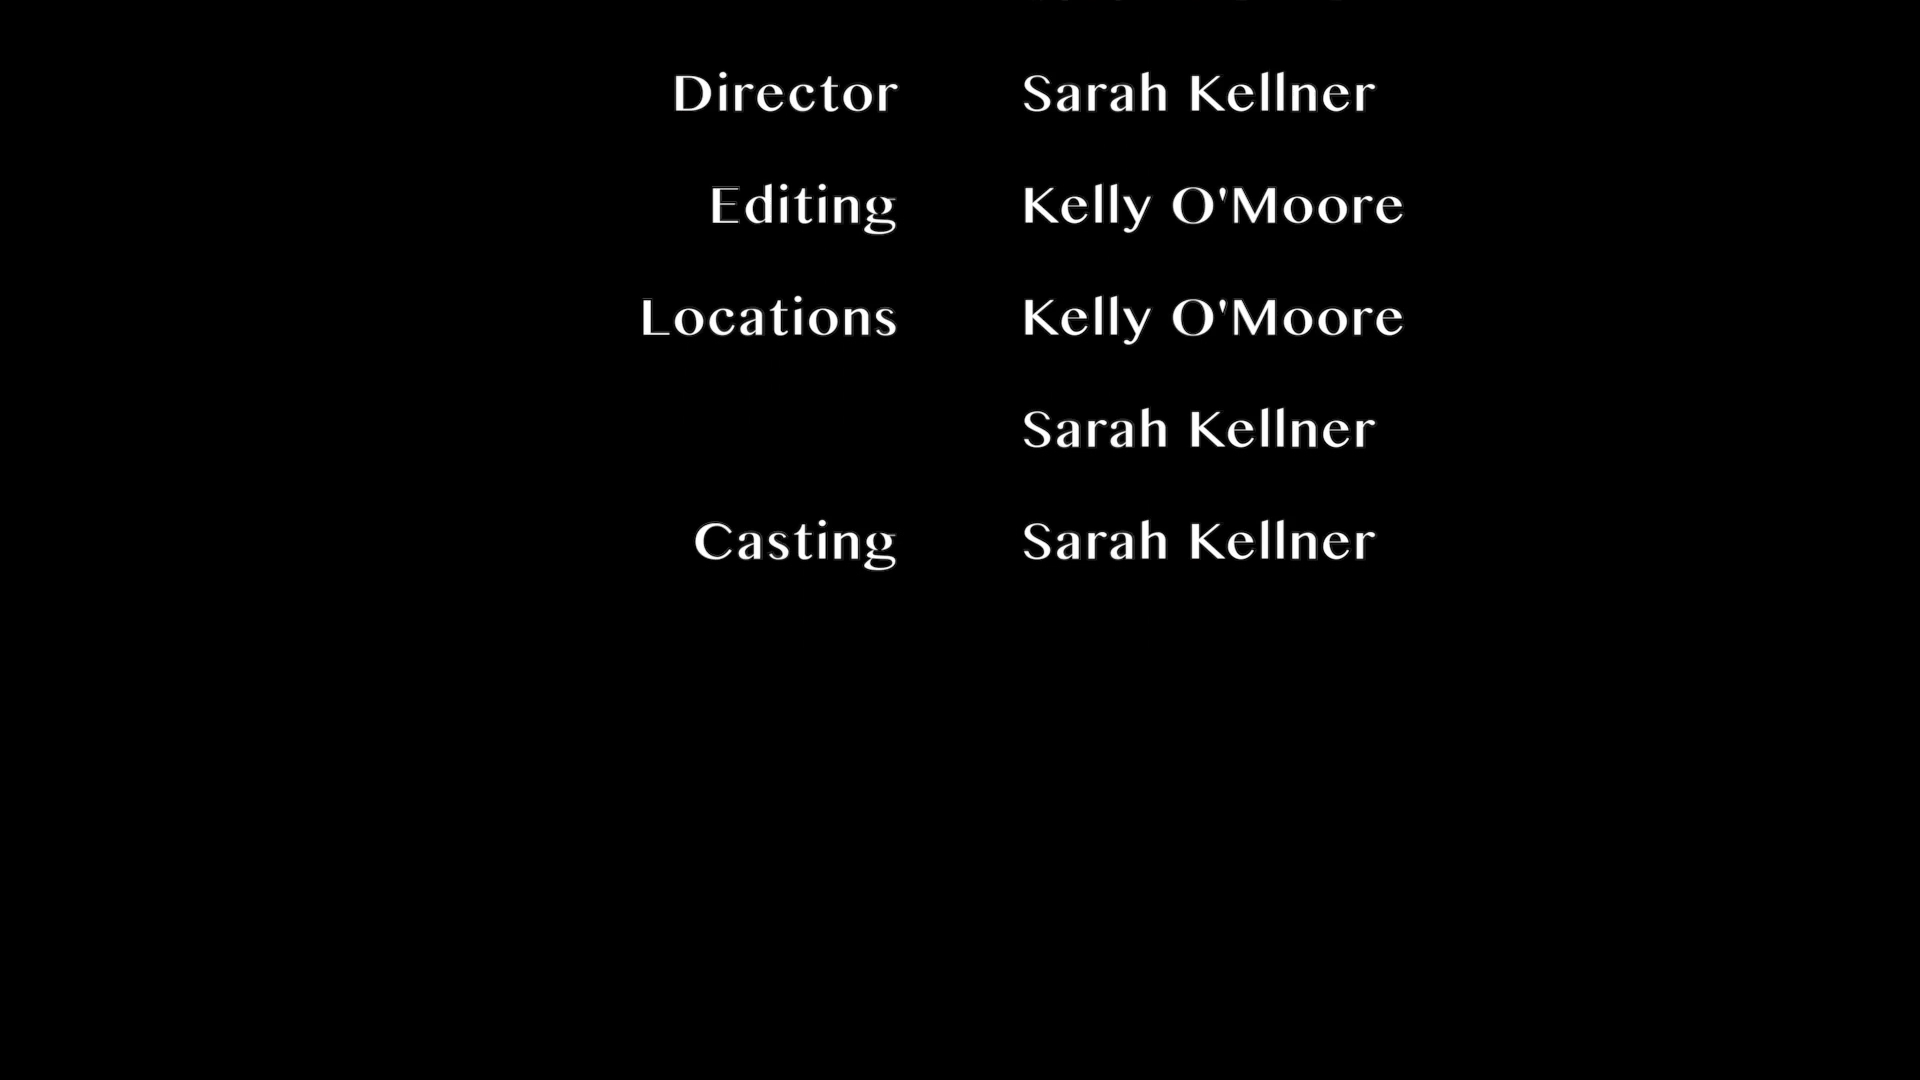 Director Sarah Kellner
Editing Kelly O'Moore
Locations Kelly O'Moore
Sarah Kellner
Casting Sarah Kellner